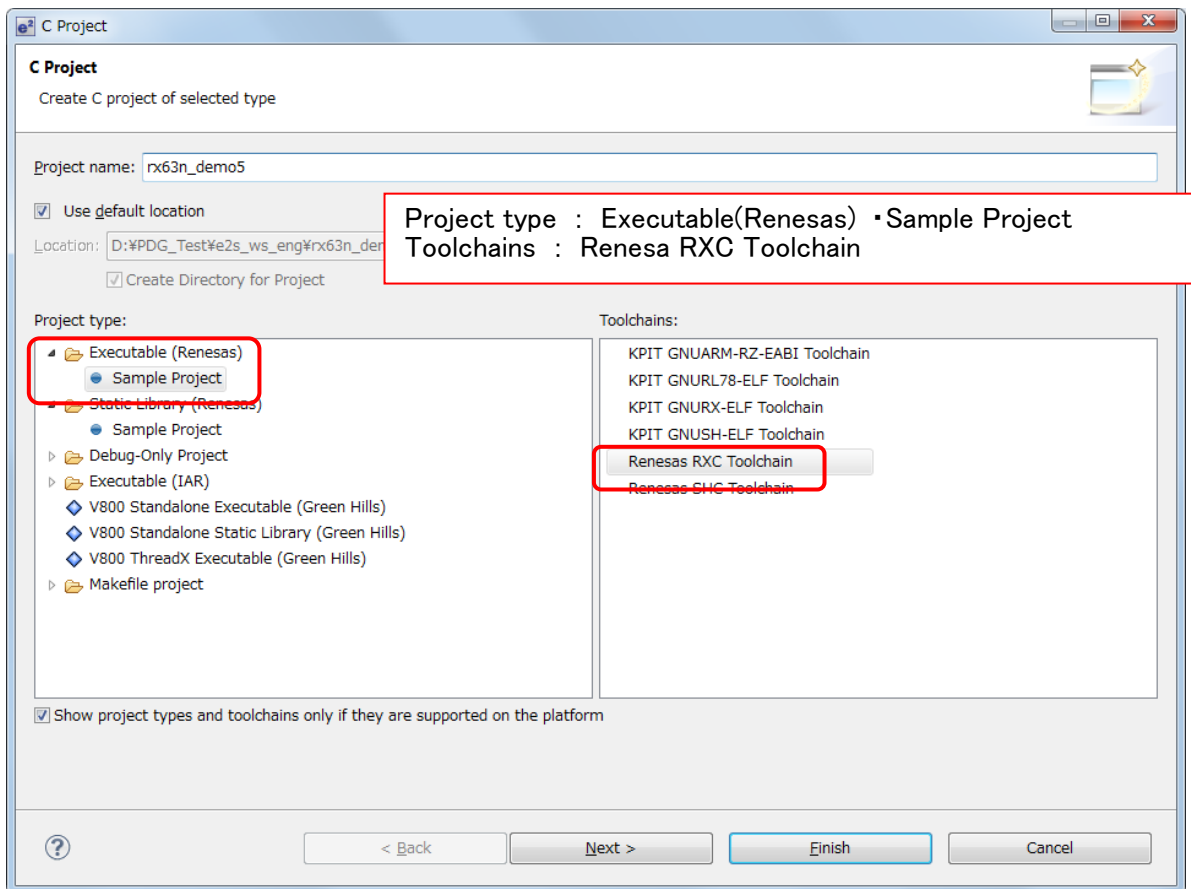 e² C Project
C Project
Create C project of selected type
Project name: rx63n_demo5
Use default location
Location: D:¥PDG_Test¥e2s_ws_eng¥rx63n_de
Create Directory for Project
Project type : Executable(Renesas) ・Sample Project
Toolchains : Renesa RXC Toolchain
Project type:
Executable (Renesas)
Sample Project
Static Library (Renesas)
Sample Project
Debug-Only Project
Executable (IAR)
V800 Standalone Executable (Green Hills)
V800 Standalone Static Library (Green Hills)
V800 ThreadX Executable (Green Hills)
Makefile project
Toolchains:
KPIT GNUARM-RZ-EABI Toolchain
KPIT GNURL78-ELF Toolchain
KPIT GNURX-ELF Toolchain
KPIT GNUSH-ELF Toolchain
Renesas RXC Toolchain
Renesas SHC Toolchain
Show project types and toolchains only if they are supported on the platform
?
< Back
Next >
Finish
Cancel